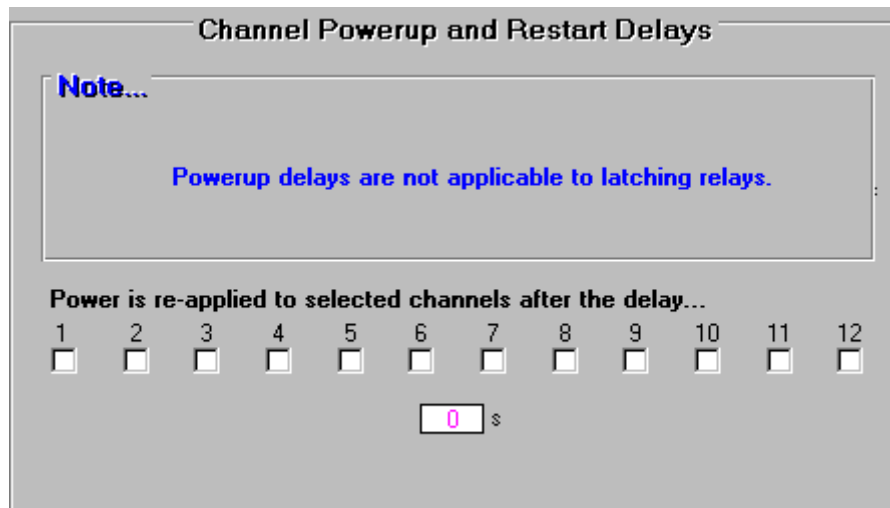 Channel Powerup and Restart Delays
Note...
Powerup delays are not applicable to latching relays.
:
Power is re-applied to selected channels after the delay...
1 2 3 4 5 6 7 8 9 10 11 12
0 s